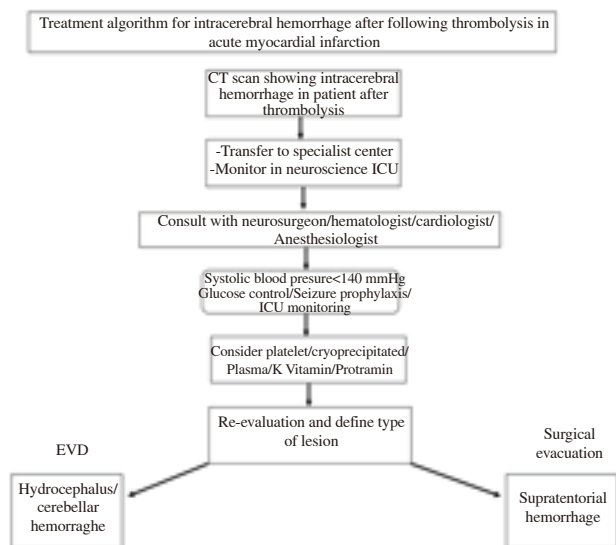 Treatment algorithm for intracerebral hemorrhage after following thrombolysis in
acute myocardial infarction
CT scan showing intracerebral
hemorrhage in patient after
thrombolysis
-Transfer to specialist center
-Monitor in neuroscience ICU
Consult with neurosurgeon/hematologist/cardiologist/
Anesthesiologist
Systolic blood presure<140 mmHg
Glucose control/Seizure prophylaxis/
ICU monitoring
Consider platelet/cryoprecipitated/
Plasma/K Vitamin/Protramin
Re-evaluation and define type
of lesion
EVD
Hydrocephalus/
cerebellar
hemorraghe
Surgical
evacuation
Supratentorial
hemorrhage